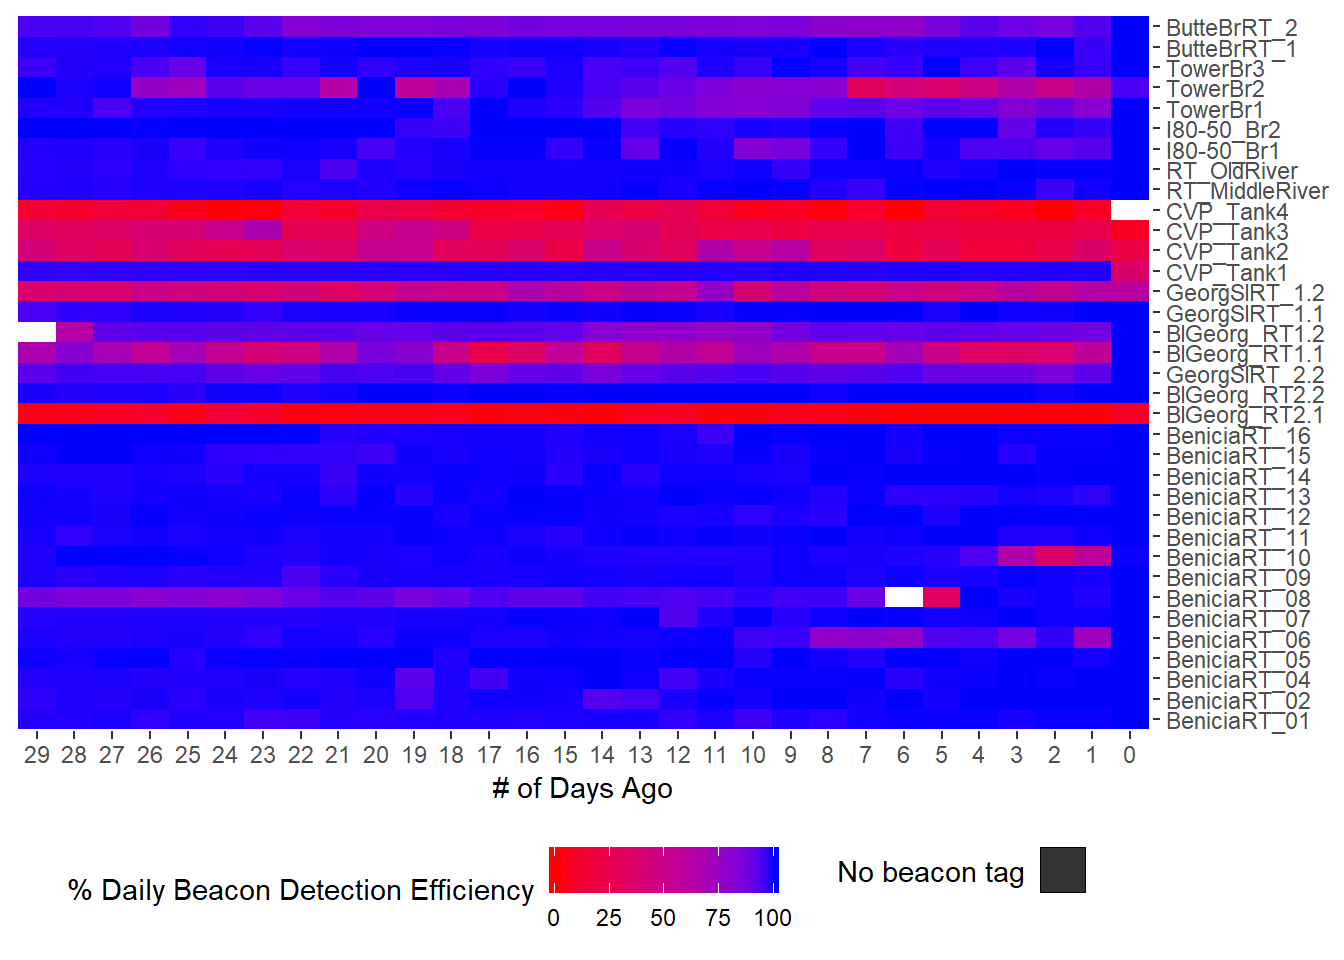 ButteBrRT_2
ButteBrRT_1
TowerBr3
TowerBr2
TowerBr1
I80-50_Br2
I80-50_Br1
RT_OldRiver
RT_MiddleRiver
CVP_Tank4
CVP_Tank3
CVP_Tank2
CVP_Tank1
GeorgSlRT_1.2
GeorgSlRT_1.1
BlGeorg_RT1.2
BlGeorg_RT1.1
GeorgSlRT_2.2
BlGeorg_RT2.2
BlGeorg_RT2.1
BeniciaRT_16
BeniciaRT_15
BeniciaRT_14
BeniciaRT_13
BeniciaRT_12
BeniciaRT_11
BeniciaRT_10
BeniciaRT_09
BeniciaRT_08
BeniciaRT_07
BeniciaRT_06
BeniciaRT_05
BeniciaRT_04
BeniciaRT_02
BeniciaRT_01
29 28 27 26 25 24 23 22 21 20 19 18 17 16 15 14 13 12 11 10 9 8 7 6 5 4 3 2 1 0
# of Days Ago
% Daily Beacon Detection Efficiency
0 25 50 75 100
No beacon tag